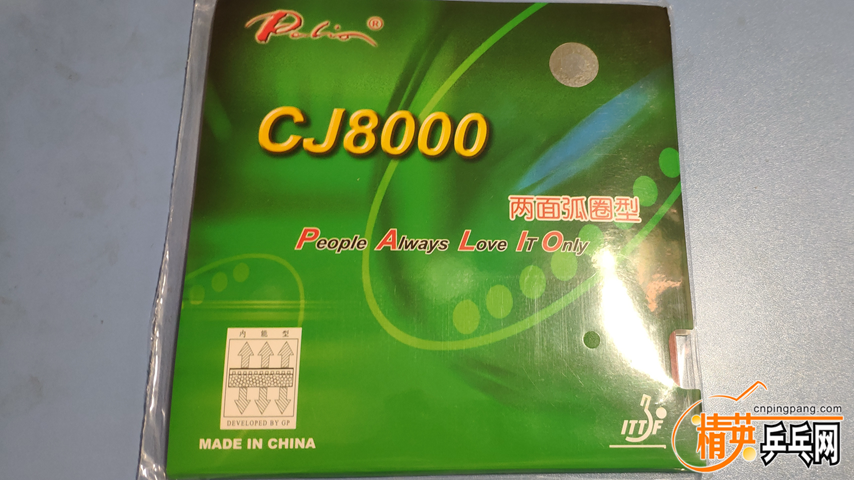 Palio®
CJ8000
两面弧圈型
People Always Love IT Only
内能型
DEVELOPED BY GP
MADE IN CHINA
ITTF
cnpingpang.com
精英乒乓网